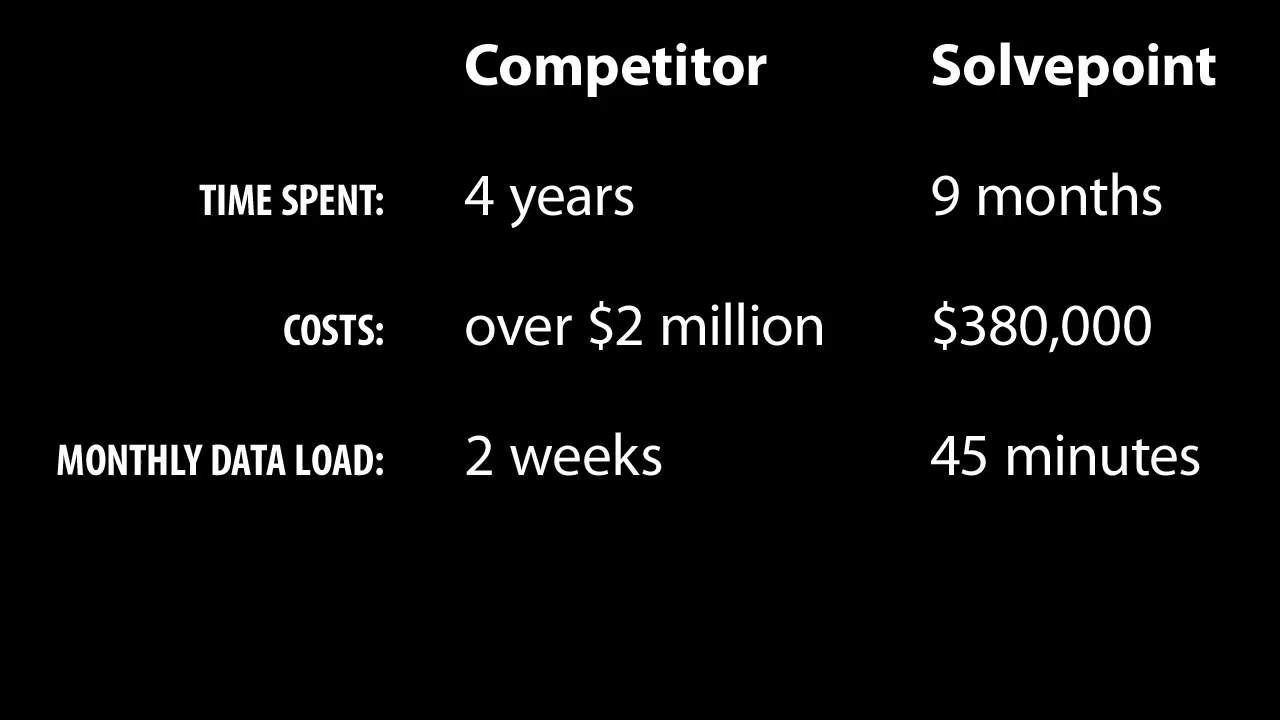 Competitor Solvepoint
TIME SPENT: 4 years 9 months
COSTS: over $2 million $380,000
MONTHLY DATA LOAD: 2 weeks 45 minutes